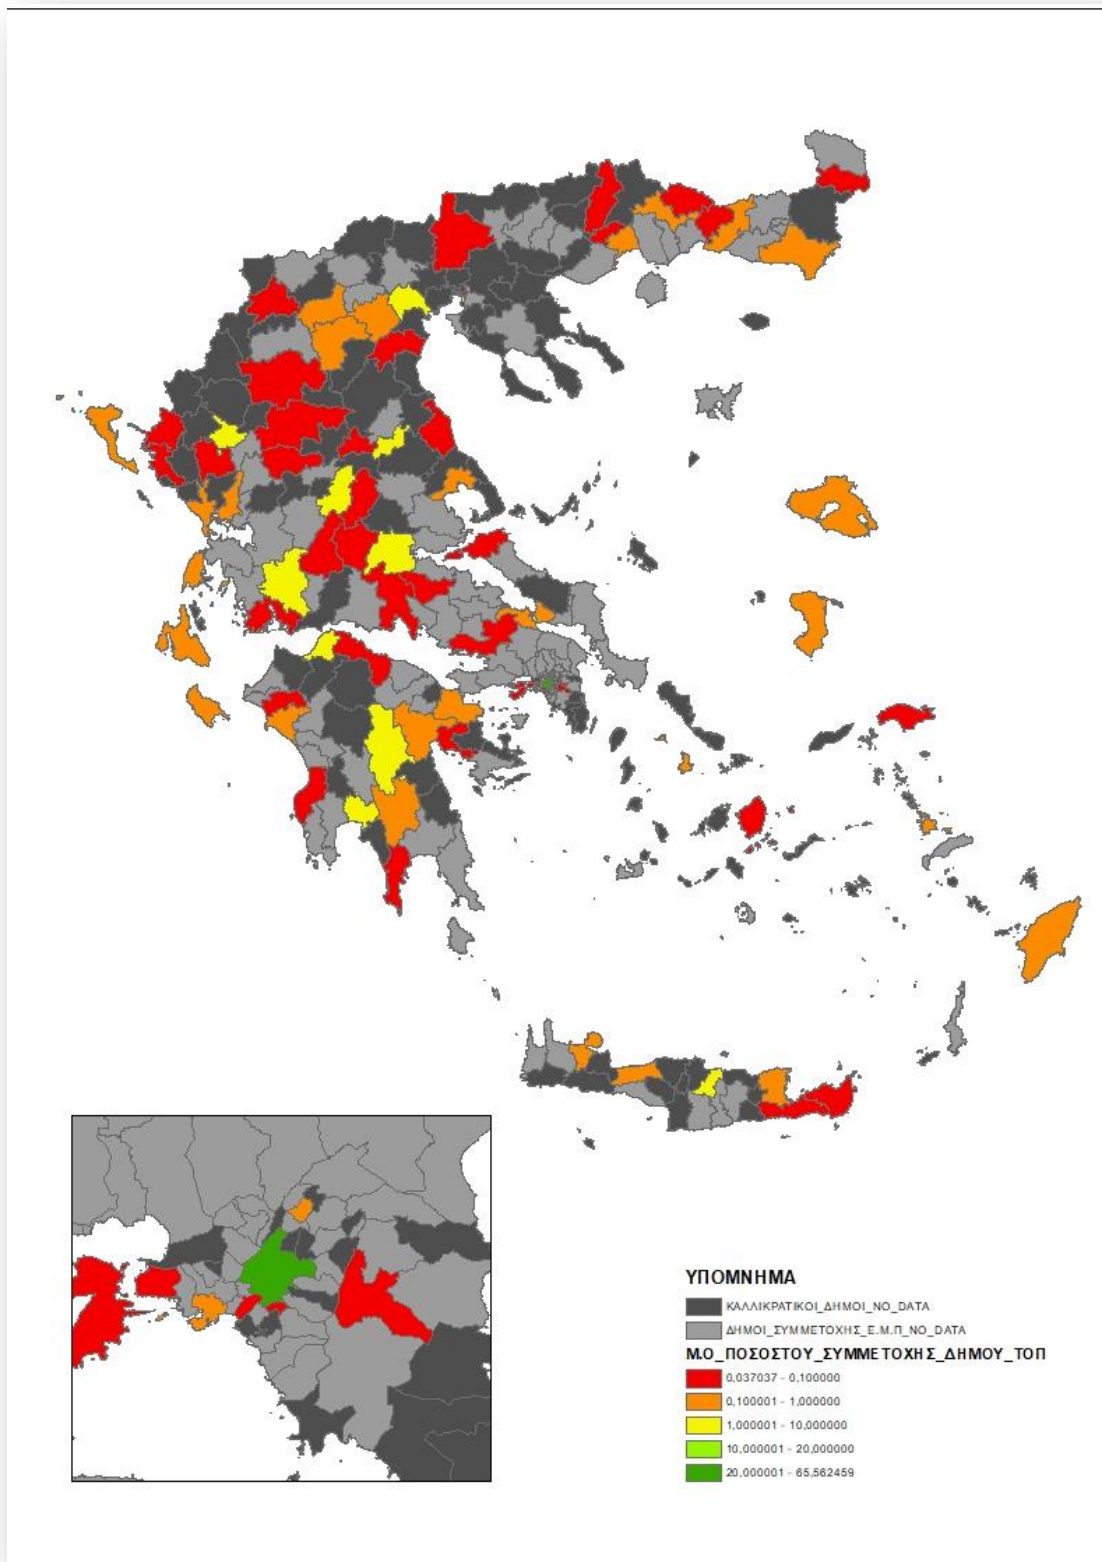 ΥΠΟΜΝΗΜΑ
ΚΑΛΛΙΚΡΑΤΙΚΟΙ_ΔΗΜΟΙ_NO_DATA
ΔΗΜΟΙ_ΣΥΜΜΕΤΟΧΗΣ_Ε.Μ.Π_NO_DATA
Μ.Ο_ΠΟΣΟΣΤΟΥ_ΣΥΜΜΕΤΟΧΗΣ_ΔΗΜΟΥ_ΤΟΠ
0,037037 - 0,100000
0,100001 - 1,000000
1,000001 - 10,000000
10,000001 - 20,000000
20,000001 - 65,562459